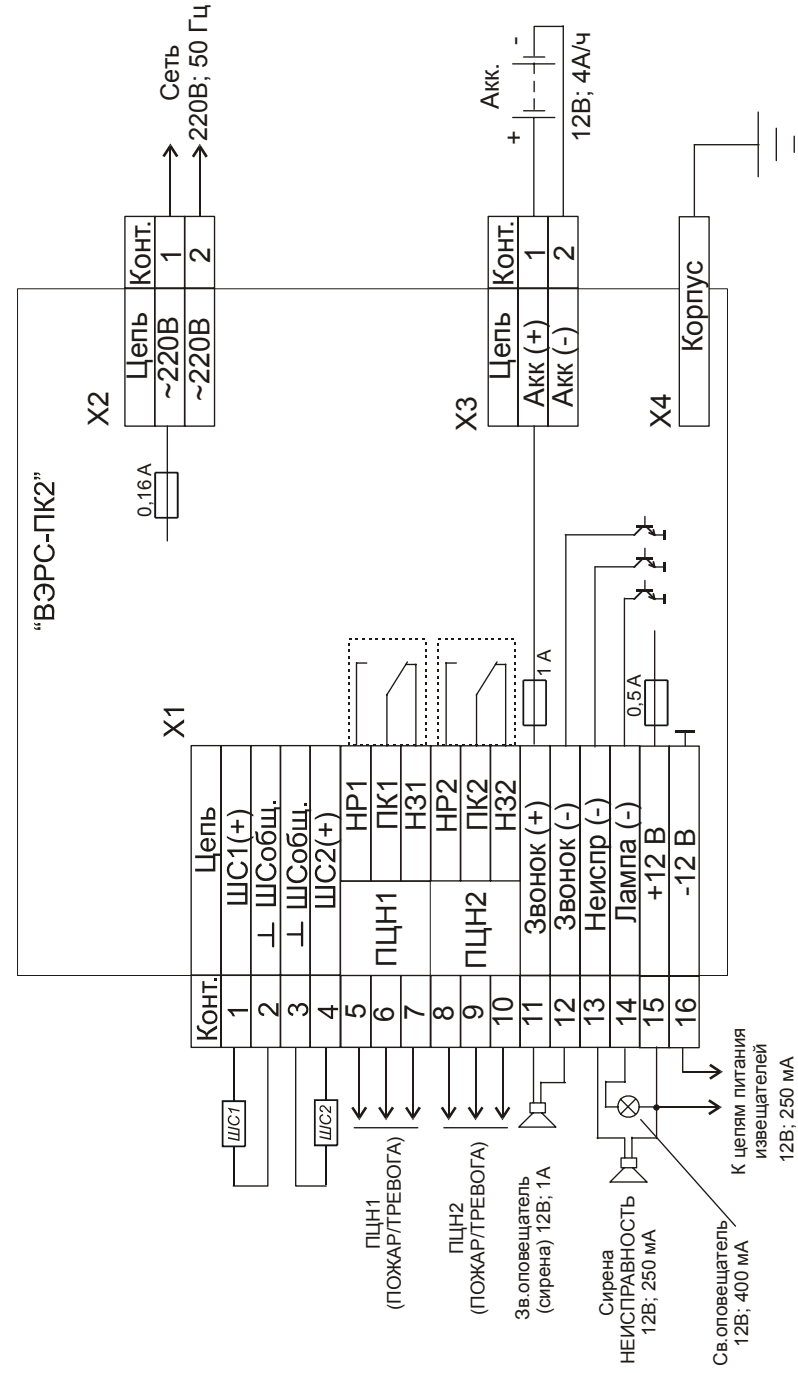 “ВЭРС-ПК2”
X1
Конт. Цепь
1 ШС1(+)
2 ⊥ ШСобщ.
3 ⊥ ШСобщ.
4 ШС2(+)
5 ПЦН1 НР1
6 ПК1
7 НЗ1
8 ПЦН2 НР2
9 ПК2
10 НЗ2
11 Звонок (+)
12 Звонок (-)
13 Неиспр (-)
14 Лампа (-)
15 +12 В
16 -12 В
ШС1
ШС2
ПЦН1
(ПОЖАР/ТРЕВОГА)
ПЦН2
(ПОЖАР/ТРЕВОГА)
Зв.оповещатель
(сирена) 12В; 1А
Сирена
НЕИСПРАВНОСТЬ
12В; 250 мА
Св.оповещатель
12В; 400 мА
К цепям питания
извещателей
12В; 250 мА
1 А
0,5 А
0,16 А
X2
Цепь Конт.
~220В 1
~220В 2
Сеть
220В; 50 Гц
X3
Цепь Конт.
Акк (+) 1
Акк (-) 2
Акк.
+ -
12В; 4А/ч
X4
Корпус